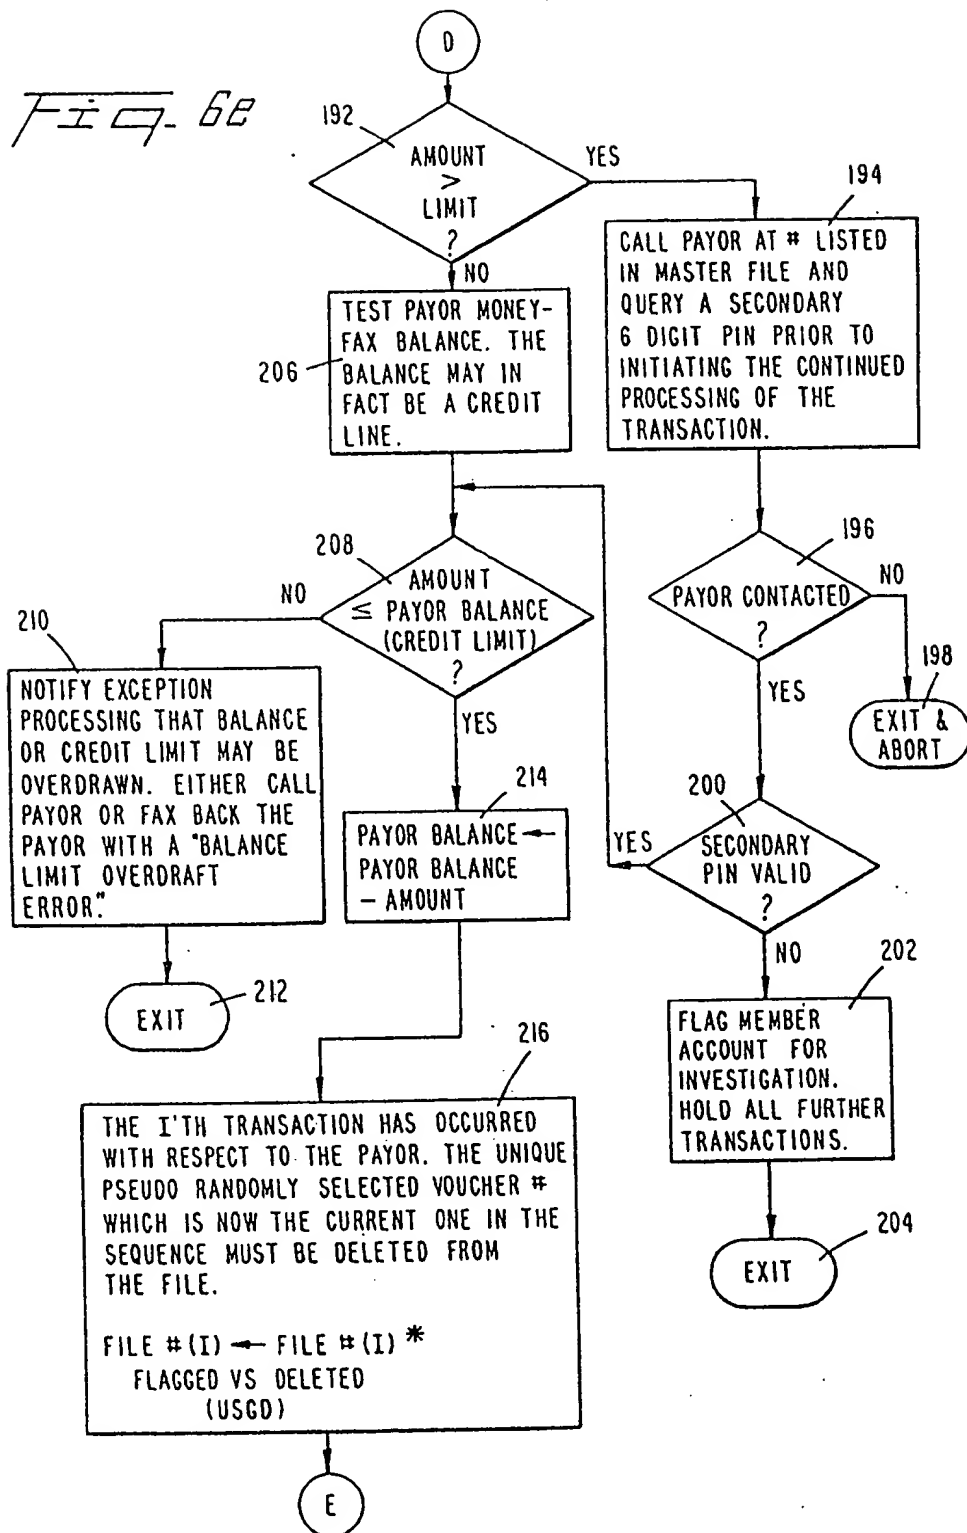 D
Fig. 6e
192
AMOUNT
>
LIMIT
?
YES
NO
194
CALL PAYOR AT # LISTED
IN MASTER FILE AND
QUERY A SECONDARY
6 DIGIT PIN PRIOR TO
INITIATING THE CONTINUED
PROCESSING OF THE
TRANSACTION.
206
TEST PAYOR MONEY-
FAX BALANCE. THE
BALANCE MAY IN
FACT BE A CREDIT
LINE.
208
AMOUNT
≤ PAYOR BALANCE
(CREDIT LIMIT)
?
NO
YES
196
PAYOR CONTACTED
?
NO
YES
198
EXIT &
ABORT
210
NOTIFY EXCEPTION
PROCESSING THAT BALANCE
OR CREDIT LIMIT MAY BE
OVERDRAWN. EITHER CALL
PAYOR OR FAX BACK THE
PAYOR WITH A "BALANCE
LIMIT OVERDRAFT
ERROR."
212
EXIT
214
PAYOR BALANCE ←
PAYOR BALANCE
– AMOUNT
200
SECONDARY
PIN VALID
?
YES
NO
202
FLAG MEMBER
ACCOUNT FOR
INVESTIGATION.
HOLD ALL FURTHER
TRANSACTIONS.
204
EXIT
216
THE I'TH TRANSACTION HAS OCCURRED
WITH RESPECT TO THE PAYOR. THE UNIQUE
PSEUDO RANDOMLY SELECTED VOUCHER #
WHICH IS NOW THE CURRENT ONE IN THE
SEQUENCE MUST BE DELETED FROM
THE FILE.
FILE #(I) ← FILE #(I) *
FLAGGED VS DELETED
(USGD)
E